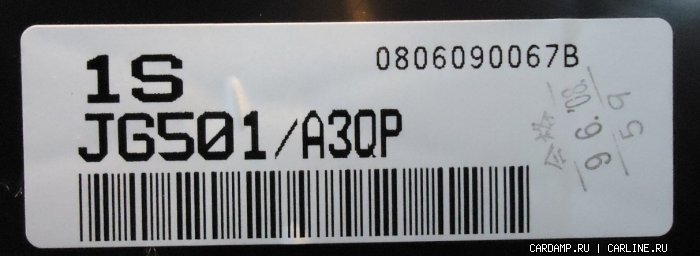 1S
0806090067B
JG501/A3QP
合格
9 6.'08.
59
CARDAMP.RU | CARLINE.RU